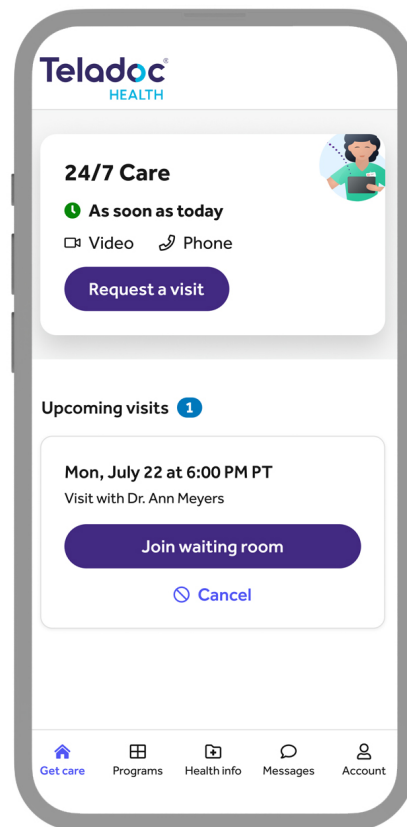 Teladoc®
HEALTH
24/7 Care
As soon as today
Video Phone
Request a visit
Upcoming visits 1
Mon, July 22 at 6:00 PM PT
Visit with Dr. Ann Meyers
Join waiting room
Cancel
Get care Programs Health info Messages Account